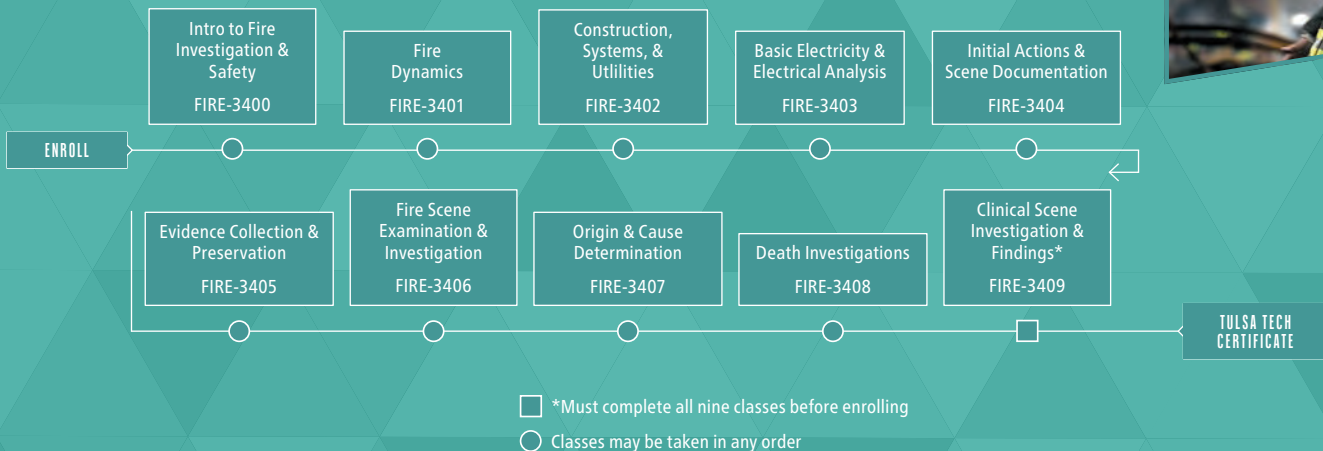 Intro to Fire
Investigation &
Safety
FIRE-3400
Fire
Dynamics
FIRE-3401
Construction,
Systems, &
Utlilities
FIRE-3402
Basic Electricity &
Electrical Analysis
FIRE-3403
Initial Actions &
Scene Documentation
FIRE-3404
ENROLL
Evidence Collection &
Preservation
FIRE-3405
Fire Scene
Examination &
Investigation
FIRE-3406
Origin & Cause
Determination
FIRE-3407
Death Investigations
FIRE-3408
Clinical Scene
Investigation &
Findings*
FIRE-3409
TULSA TECH
CERTIFICATE
*Must complete all nine classes before enrolling
Classes may be taken in any order